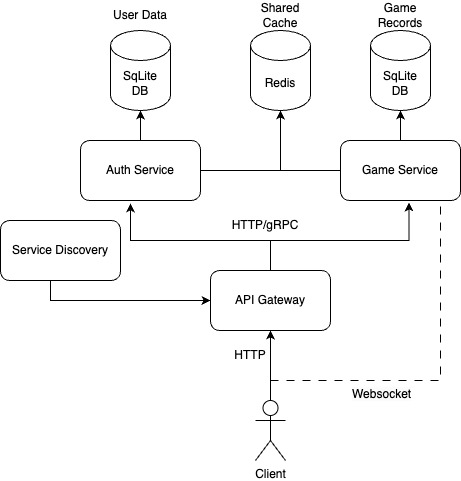 User Data
Shared
Cache
Game
Records
SqLite
DB
Redis
SqLite
DB
Auth Service
Game Service
HTTP/gRPC
Service Discovery
API Gateway
HTTP
Websocket
Client